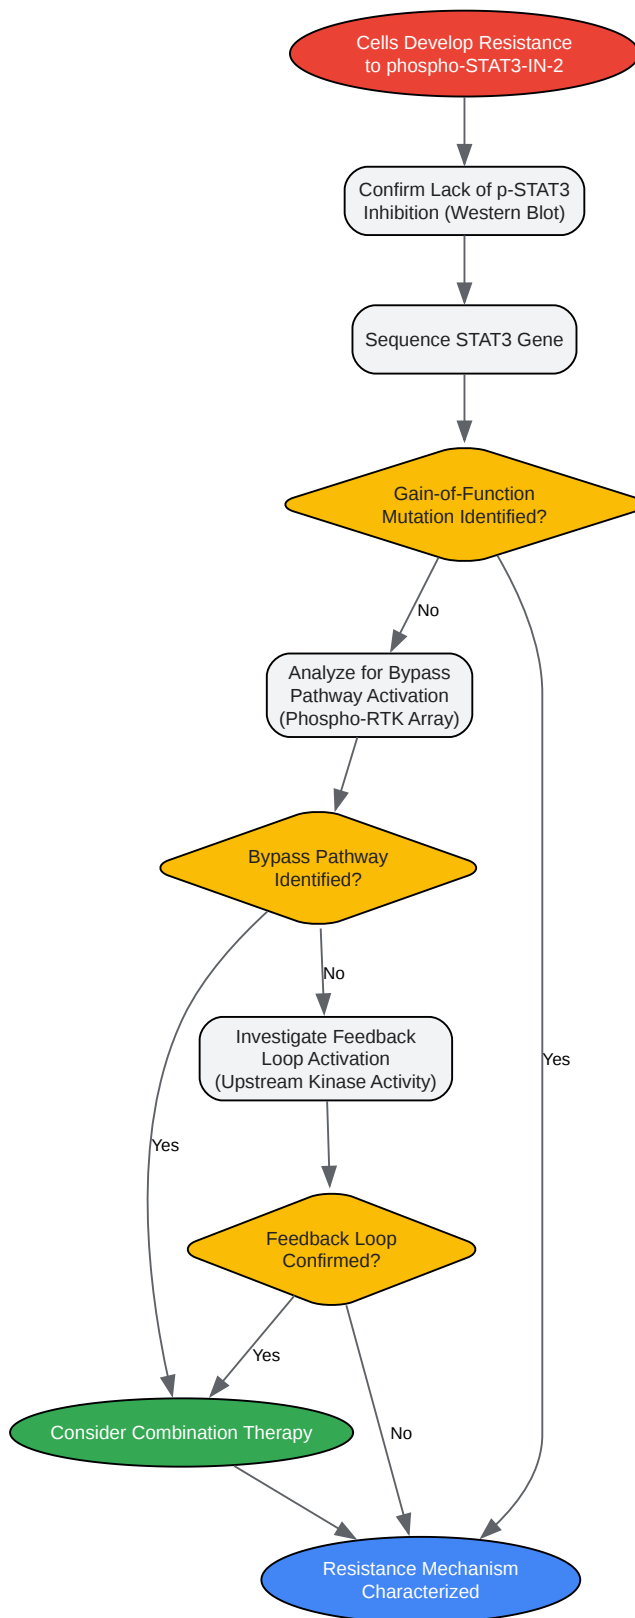 Cells Develop Resistance
to phospho-STAT3-IN-2
Confirm Lack of p-STAT3
Inhibition (Western Blot)
Sequence STAT3 Gene
Gain-of-Function
Mutation Identified?
No
Analyze for Bypass
Pathway Activation
(Phospho-RTK Array)
Bypass Pathway
Identified?
No
Investigate Feedback
Loop Activation
(Upstream Kinase Activity)
Yes
Yes
Feedback Loop
Confirmed?
Yes
No
Consider Combination Therapy
Resistance Mechanism
Characterized